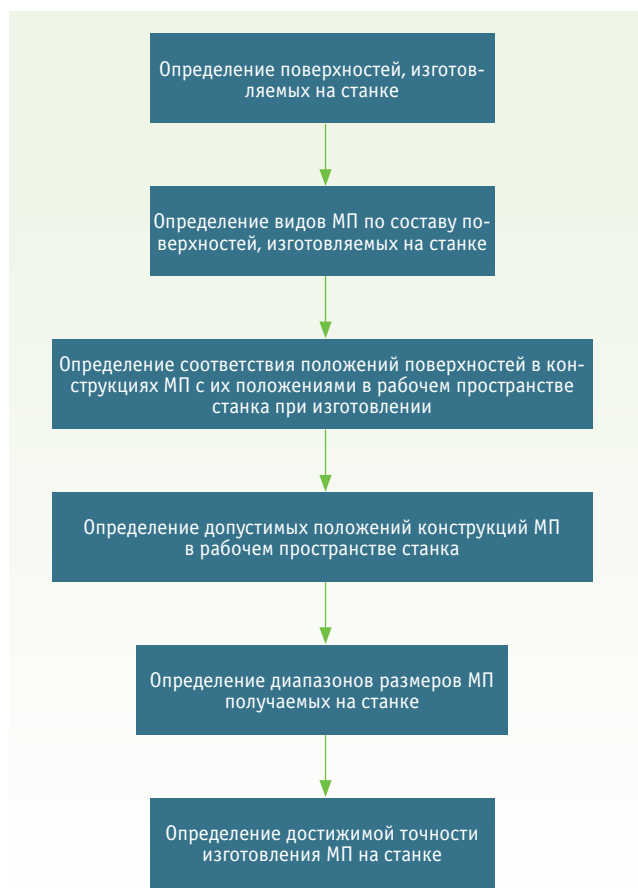 Определение поверхностей, изготов-
ляемых на станке
Определение видов МП по составу по-
верхностей, изготовляемых на станке
Определение соответствия положений поверхностей в кон-
струкциях МП с их положениями в рабочем пространстве
станка при изготовлении
Определение допустимых положений конструкций МП
в рабочем пространстве станка
Определение диапазонов размеров МП
получаемых на станке
Определение достижимой точности
изготовления МП на станке